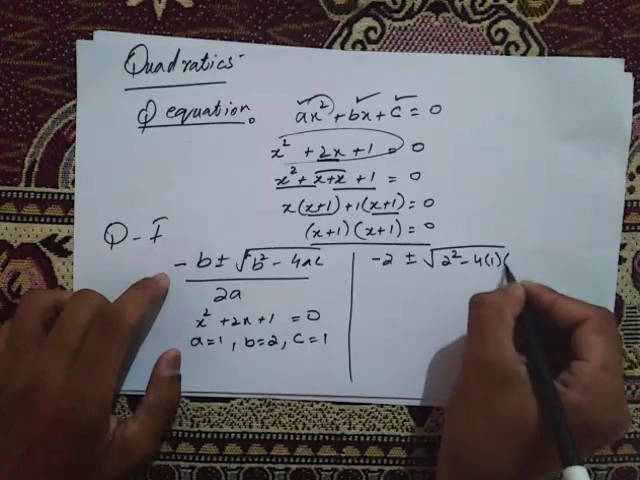 Quadratics
Q equation.
ax² + bx + c = 0
x² + 2x + 1 = 0
x² + x+x + 1 = 0
x(x+1)+1(x+1)=0
(x+1)(x+1)=0
Q-F
-b ± √b² - 4ac
2a
x² + 2x + 1 = 0
a=1, b=2, c=1
-2 ± √2² - 4(1)(